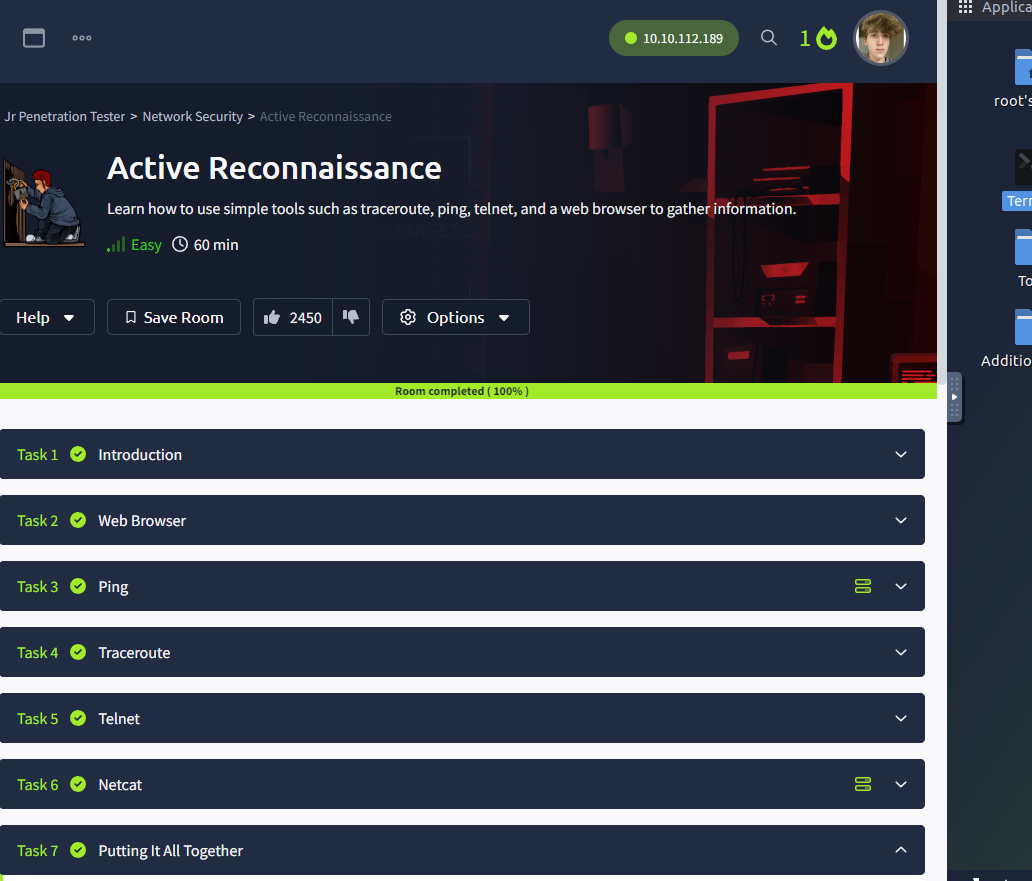 Applica
10.10.112.189
1
root's
Jr Penetration Tester > Network Security > Active Reconnaissance
Active Reconnaissance
Learn how to use simple tools such as traceroute, ping, telnet, and a web browser to gather information.
Easy 60 min
Terr
To
Help Save Room 2450 Options
Additio
Room completed ( 100% )
Task 1 Introduction
Task 2 Web Browser
Task 3 Ping
Task 4 Traceroute
Task 5 Telnet
Task 6 Netcat
Task 7 Putting It All Together